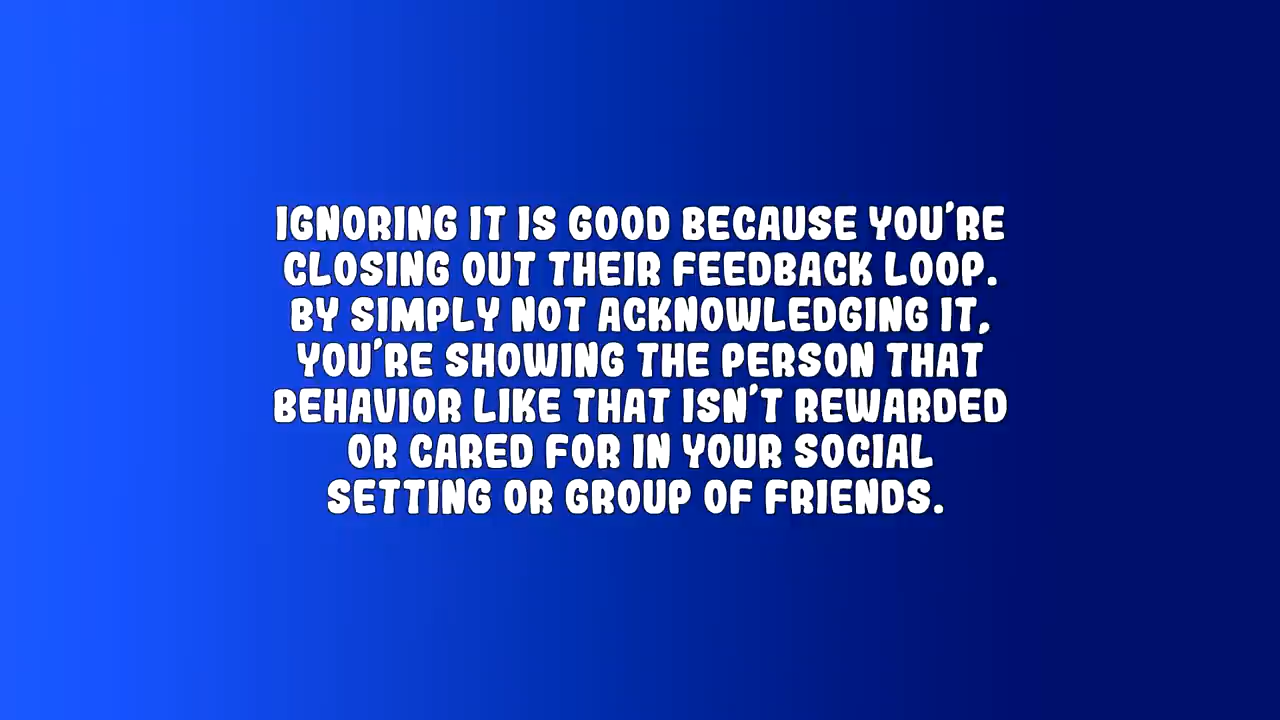 IGNORING IT IS GOOD BECAUSE YOU'RE
CLOSING OUT THEIR FEEDBACK LOOP.
BY SIMPLY NOT ACKNOWLEDGING IT,
YOU'RE SHOWING THE PERSON THAT
BEHAVIOR LIKE THAT ISN'T REWARDED
OR CARED FOR IN YOUR SOCIAL
SETTING OR GROUP OF FRIENDS.